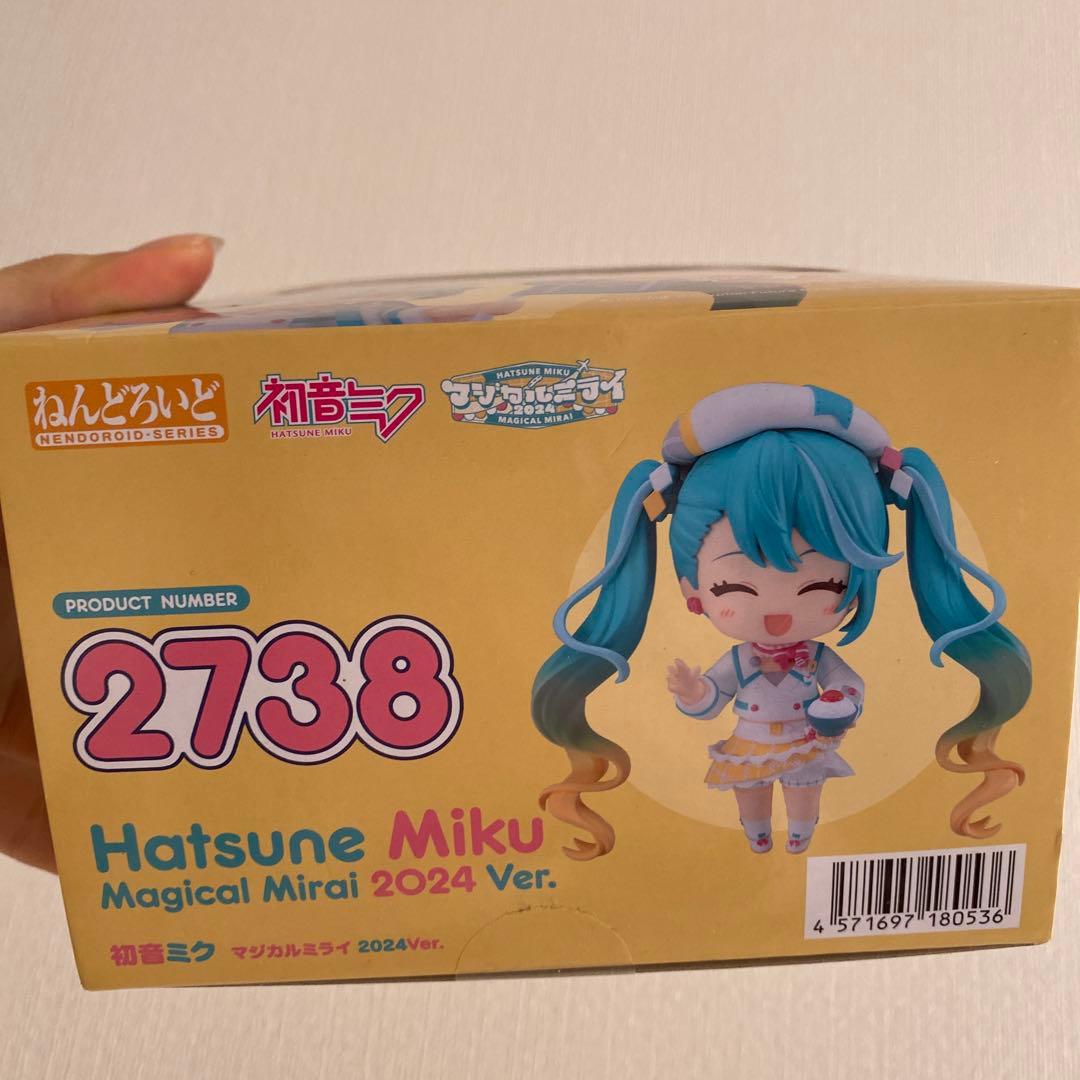 ねんどろいど
NENDOROID-SERIES
初音ミク
HATSUNE MIKU
HATSUNE MIKU
マジカルミライ
2024
MAGICAL MIRAI
PRODUCT NUMBER
2738
Hatsune Miku
Magical Mirai 2024 Ver.
初音ミク マジカルミライ 2024Ver.
4 571697 180536